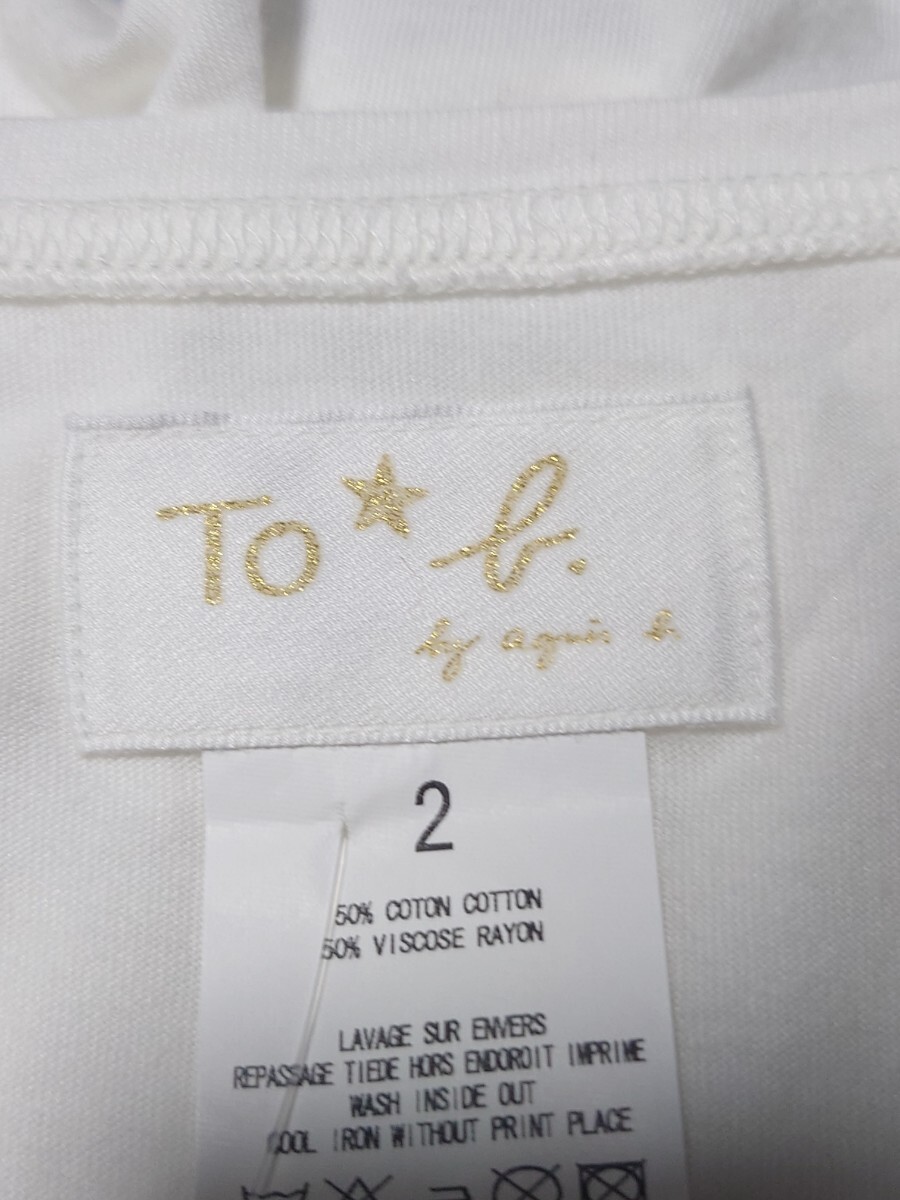 To★b.
by agnès b.
2
50% COTON COTTON
50% VISCOSE RAYON
LAVAGE SUR ENVERS
REPASSAGE TIEDE HORS ENDOROIT IMPRIME
WASH INSIDE OUT
COOL IRON WITHOUT PRINT PLACE